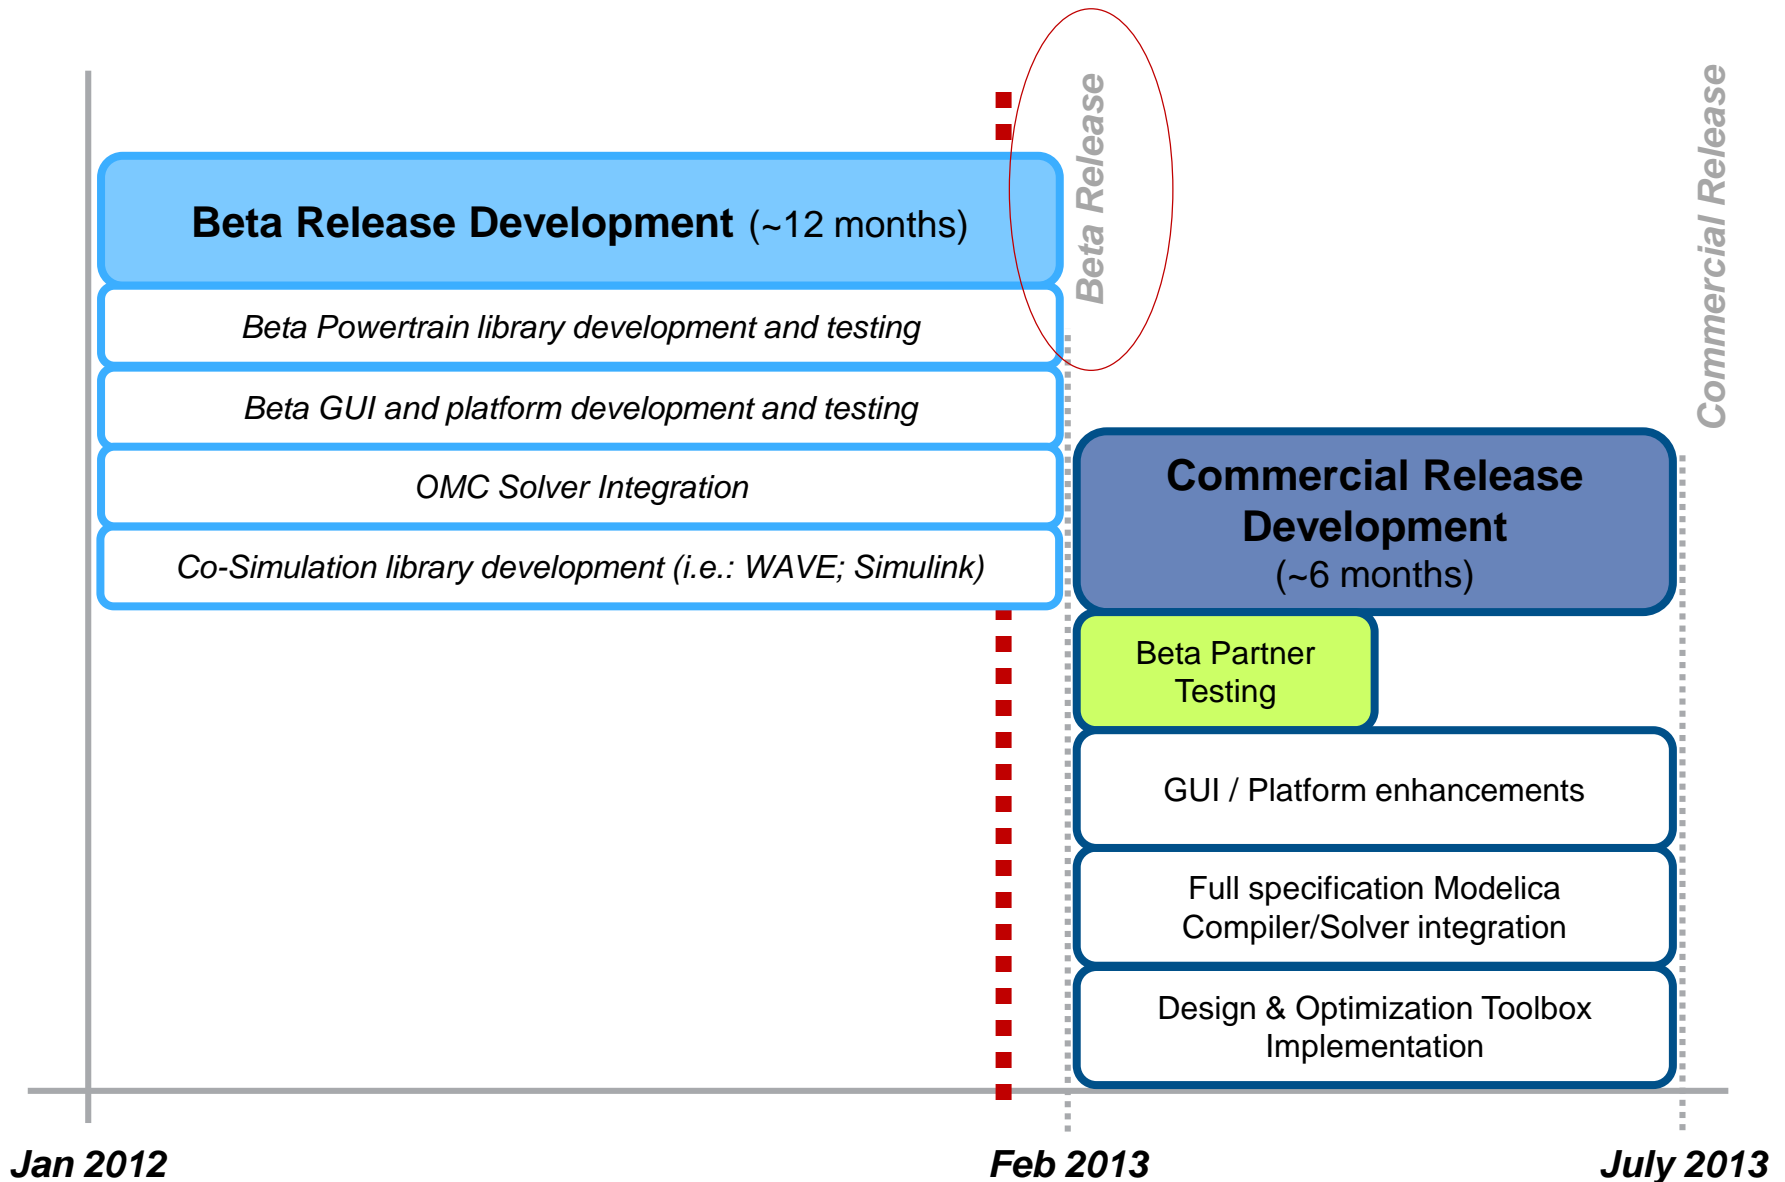 Beta Release
Commercial Release
Beta Release Development (~12 months)
Beta Powertrain library development and testing
Beta GUI and platform development and testing
OMC Solver Integration
Co-Simulation library development (i.e.: WAVE; Simulink)
Commercial Release
Development
(~6 months)
Beta Partner
Testing
GUI / Platform enhancements
Full specification Modelica
Compiler/Solver integration
Design & Optimization Toolbox
Implementation
Jan 2012
Feb 2013
July 2013